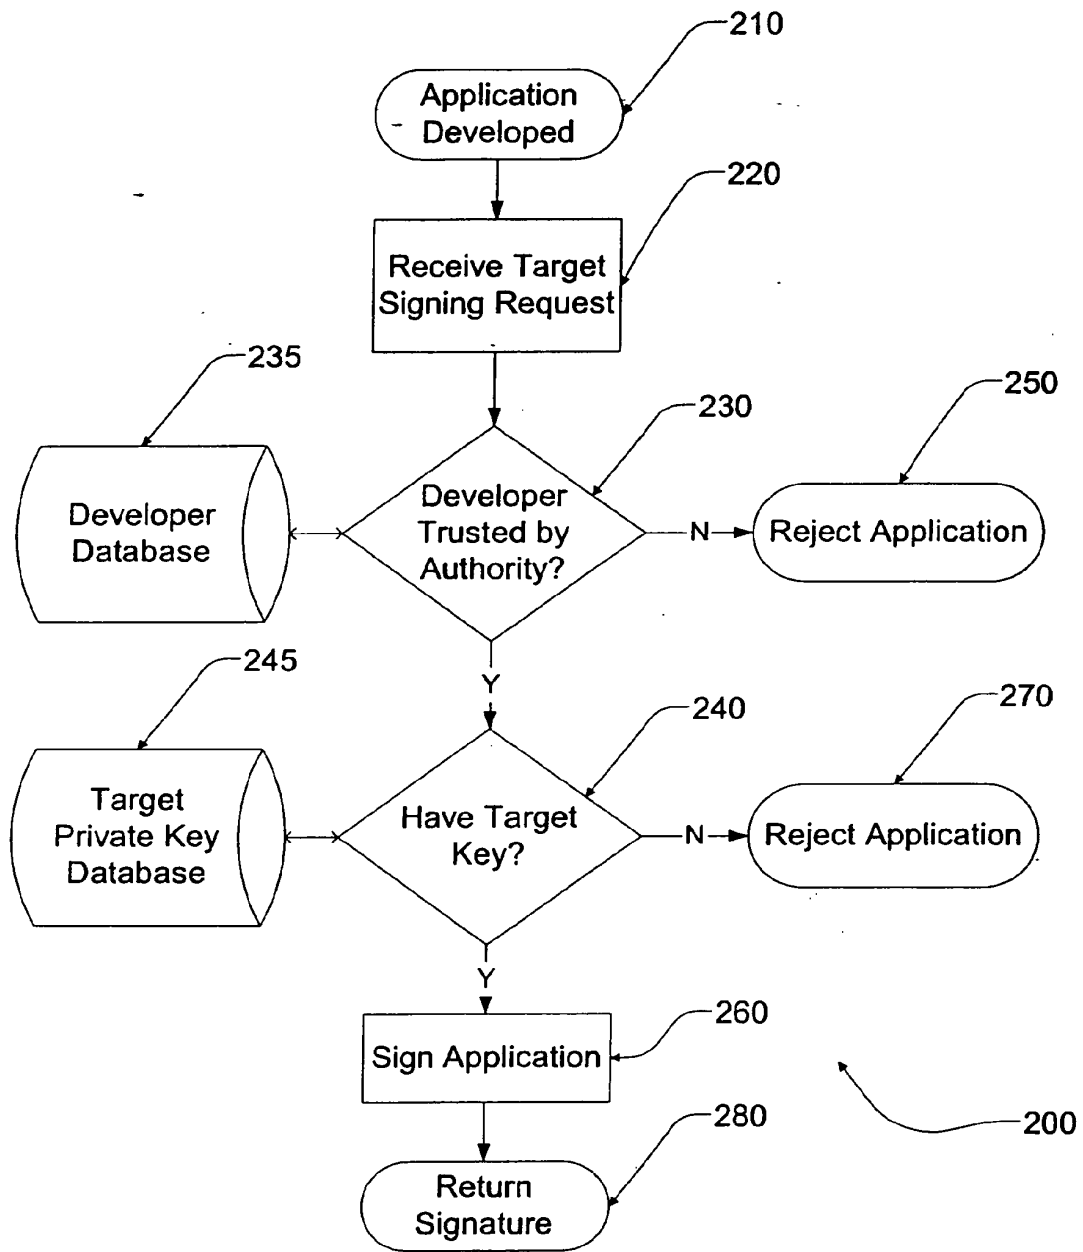 210
Application
Developed
220
Receive Target
Signing Request
235
230
250
Developer
Database
Developer
Trusted by
Authority?
N
Reject Application
Y
245
240
270
Target
Private Key
Database
Have Target
Key?
N
Reject Application
Y
260
Sign Application
280
200
Return
Signature